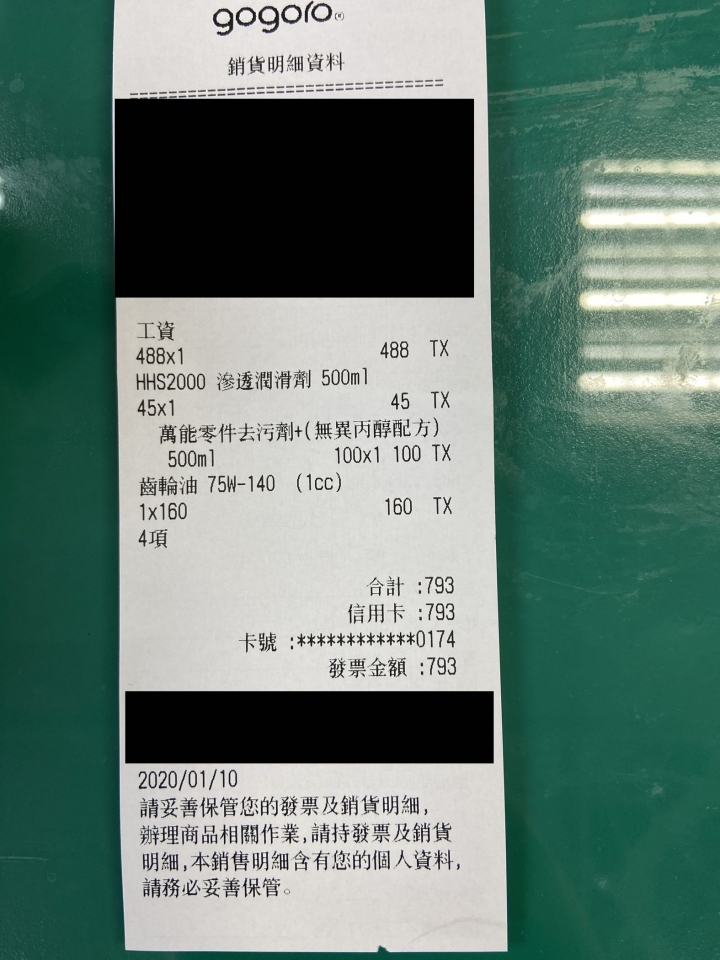 gogoro®
銷貨明細資料
================================================
工資
488x1 488 TX
HHS2000 滲透潤滑劑 500ml
45x1 45 TX
萬能零件去污劑+(無異丙醇配方)
500ml 100x1 100 TX
齒輪油 75W-140 (1cc)
1x160 160 TX
4項
合計 :793
信用卡 :793
卡號 :************0174
發票金額 :793
2020/01/10
請妥善保管您的發票及銷貨明細,
辦理商品相關作業,請持發票及銷貨
明細,本銷售明細含有您的個人資料,
請務必妥善保管。